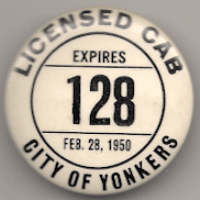 LICENSED CAB
EXPIRES
128
FEB. 28, 1950
CITY OF YONKERS